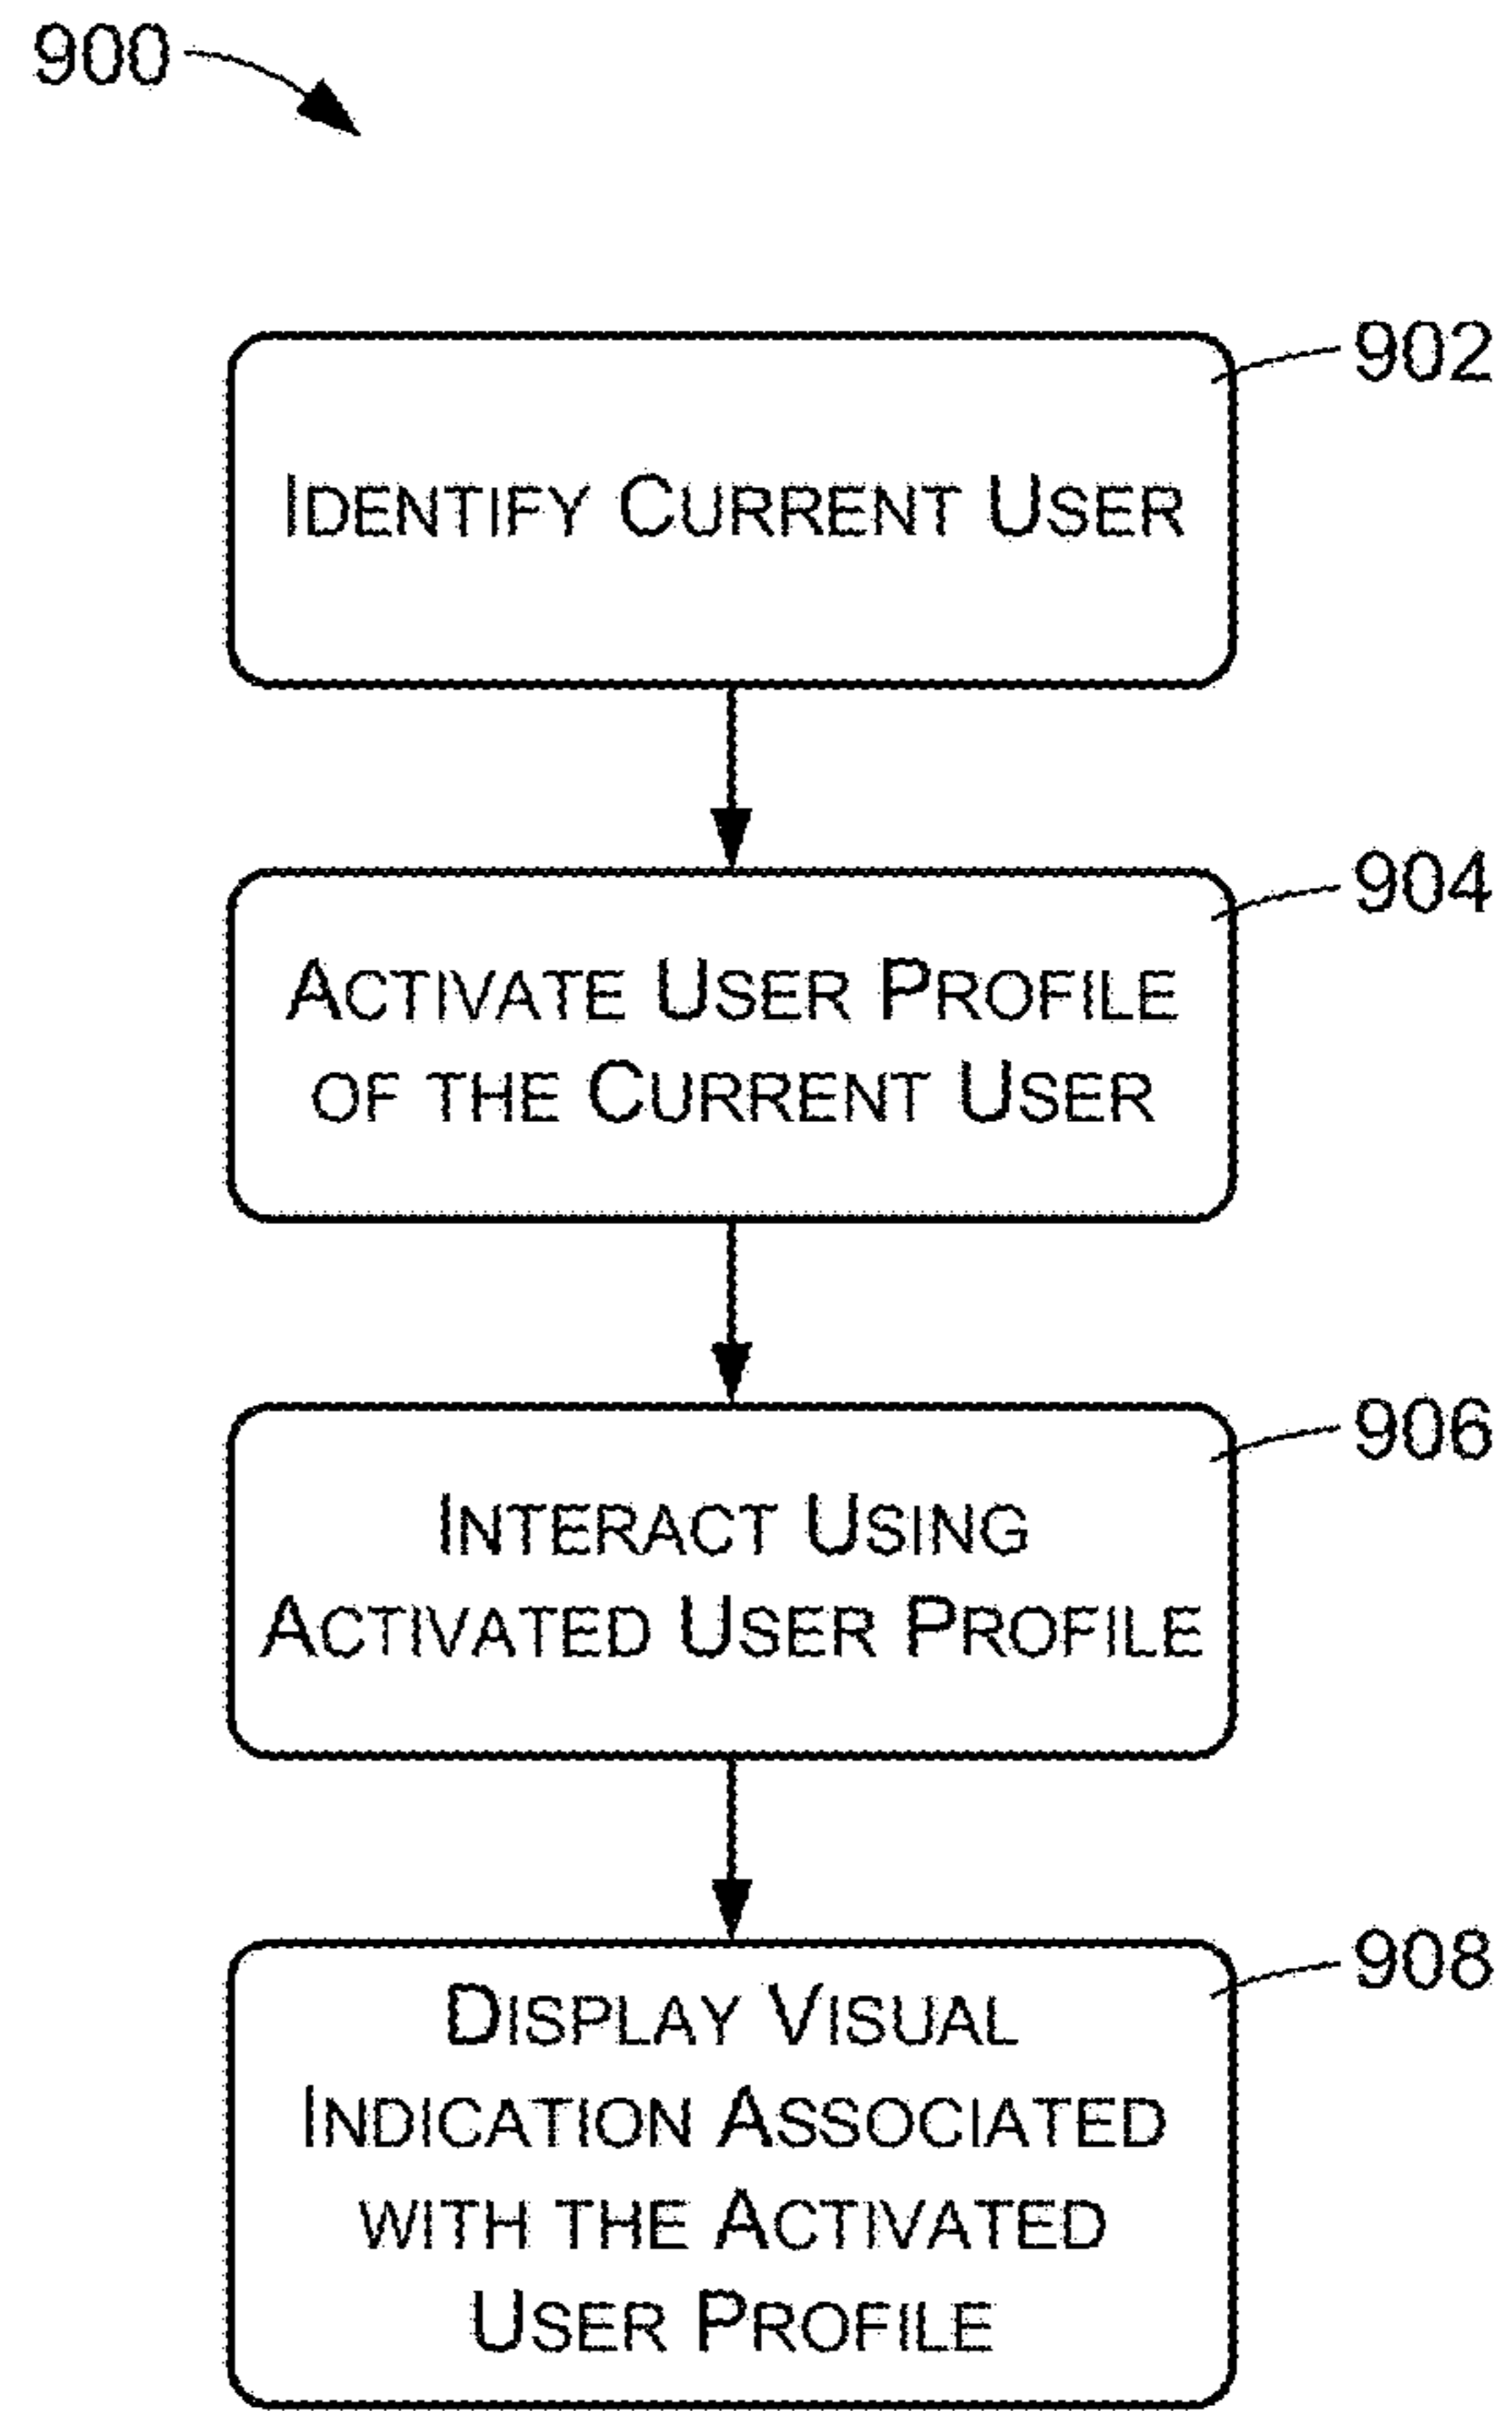 900
902
IDENTIFY CURRENT USER
904
ACTIVATE USER PROFILE
OF THE CURRENT USER
906
INTERACT USING
ACTIVATED USER PROFILE
908
DISPLAY VISUAL
INDICATION ASSOCIATED
WITH THE ACTIVATED
USER PROFILE